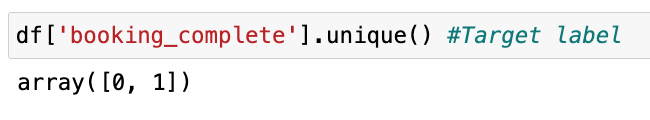 df['booking_complete'].unique() #Target label
array([0, 1])